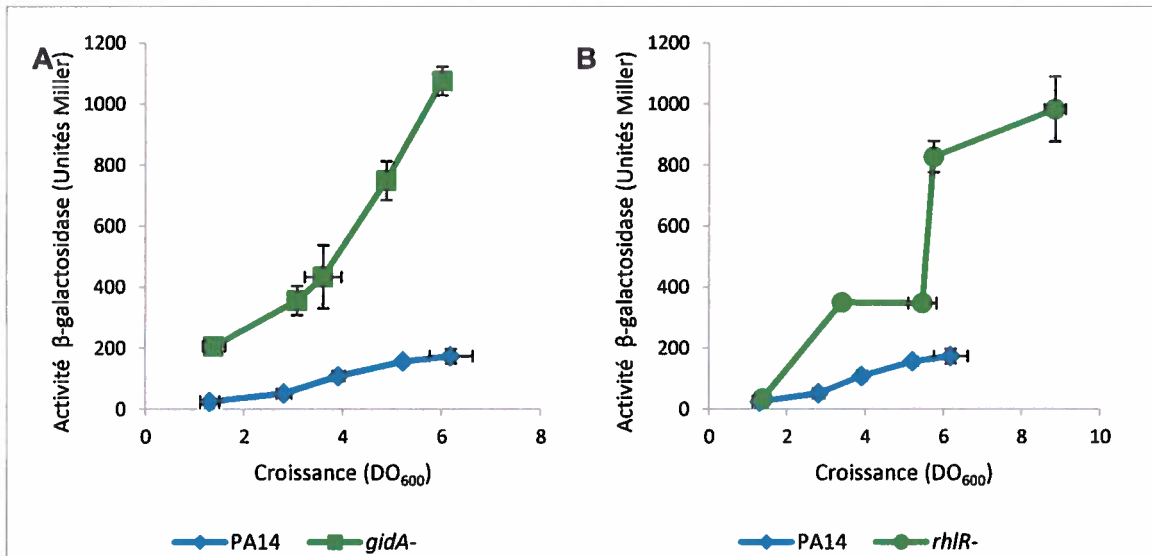 A
Activité β-galactosidase (Unités Miller)
1200
1000
800
600
400
200
0
0 2 4 6 8
Croissance (DO600)
PA14 gidA-
B
Activité β-galactosidase (Unités Miller)
1200
1000
800
600
400
200
0
0 2 4 6 8 10
Croissance (DO600)
PA14 rhlR-